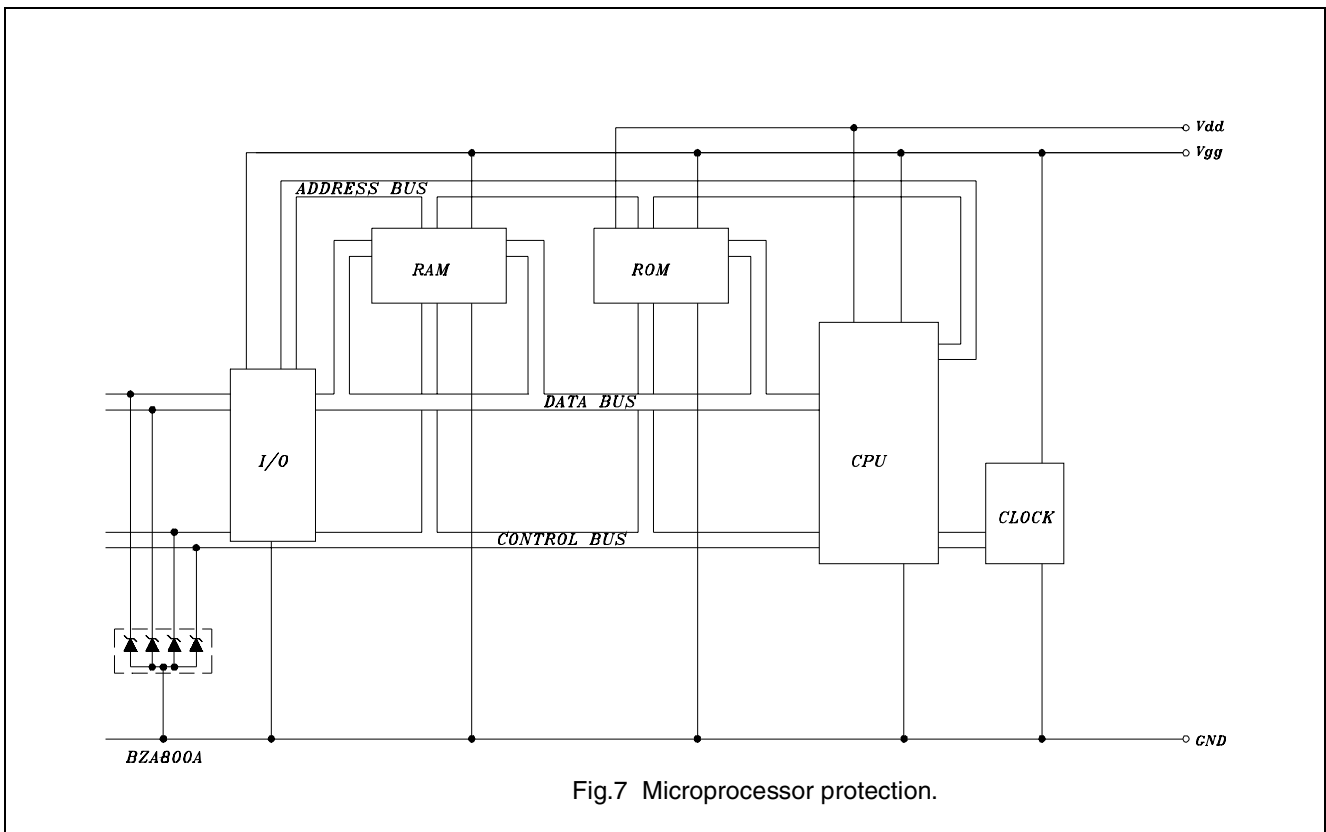 Vdd
Vgg
ADDRESS BUS
RAM
ROM
DATA BUS
I/O
CPU
CLOCK
CONTROL BUS
GND
BZA800A
Fig.7 Microprocessor protection.